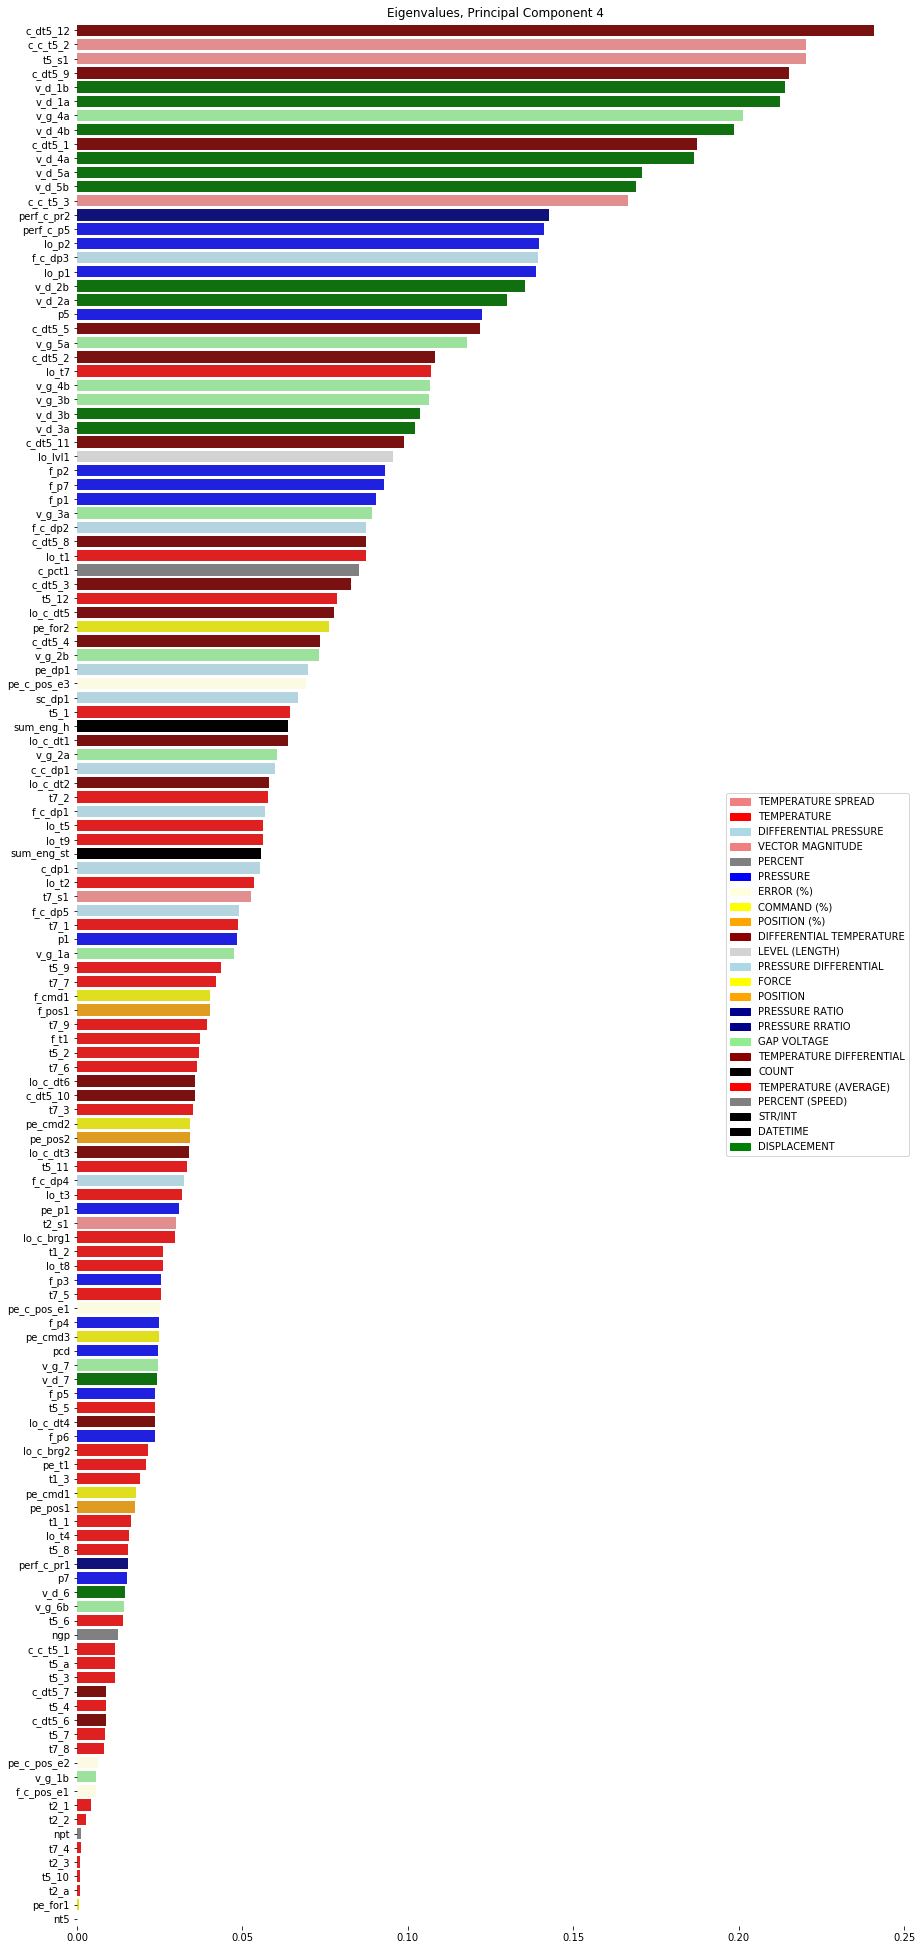 Eigenvalues, Principal Component 4
c_dt5_12
c_c_t5_2
t5_s1
c_dt5_9
v_d_1b
v_d_1a
v_g_4a
v_d_4b
c_dt5_1
v_d_4a
v_d_5a
v_d_5b
c_c_t5_3
perf_c_pr2
perf_c_p5
lo_p2
f_c_dp3
lo_p1
v_d_2b
v_d_2a
p5
c_dt5_5
v_g_5a
c_dt5_2
lo_t7
v_g_4b
v_g_3b
v_d_3b
v_d_3a
c_dt5_11
lo_lvl1
f_p2
f_p7
f_p1
v_g_3a
f_c_dp2
c_dt5_8
lo_t1
c_pct1
c_dt5_3
t5_12
lo_c_dt5
pe_for2
c_dt5_4
v_g_2b
pe_dp1
pe_c_pos_e3
sc_dp1
t5_1
sum_eng_h
lo_c_dt1
v_g_2a
c_c_dp1
lo_c_dt2
t7_2
f_c_dp1
lo_t5
lo_t9
sum_eng_st
c_dp1
lo_t2
t7_s1
f_c_dp5
t7_1
p1
v_g_1a
t5_9
t7_7
f_cmd1
f_pos1
t7_9
f_t1
t5_2
t7_6
lo_c_dt6
c_dt5_10
t7_3
pe_cmd2
pe_pos2
lo_c_dt3
t5_11
f_c_dp4
lo_t3
pe_p1
t2_s1
lo_c_brg1
t1_2
lo_t8
f_p3
t7_5
pe_c_pos_e1
f_p4
pe_cmd3
pcd
v_g_7
v_d_7
f_p5
t5_5
lo_c_dt4
f_p6
lo_c_brg2
pe_t1
t1_3
pe_cmd1
pe_pos1
t1_1
lo_t4
t5_8
perf_c_pr1
p7
v_d_6
v_g_6b
t5_6
ngp
c_c_t5_1
t5_a
t5_3
c_dt5_7
t5_4
c_dt5_6
t5_7
t7_8
pe_c_pos_e2
v_g_1b
f_c_pos_e1
t2_1
t2_2
npt
t7_4
t2_3
t5_10
t2_a
pe_for1
nt5
0.00 0.05 0.10 0.15 0.20 0.25
TEMPERATURE SPREAD
TEMPERATURE
DIFFERENTIAL PRESSURE
VECTOR MAGNITUDE
PERCENT
PRESSURE
ERROR (%)
COMMAND (%)
POSITION (%)
DIFFERENTIAL TEMPERATURE
LEVEL (LENGTH)
PRESSURE DIFFERENTIAL
FORCE
POSITION
PRESSURE RATIO
PRESSURE RRATIO
GAP VOLTAGE
TEMPERATURE DIFFERENTIAL
COUNT
TEMPERATURE (AVERAGE)
PERCENT (SPEED)
STR/INT
DATETIME
DISPLACEMENT